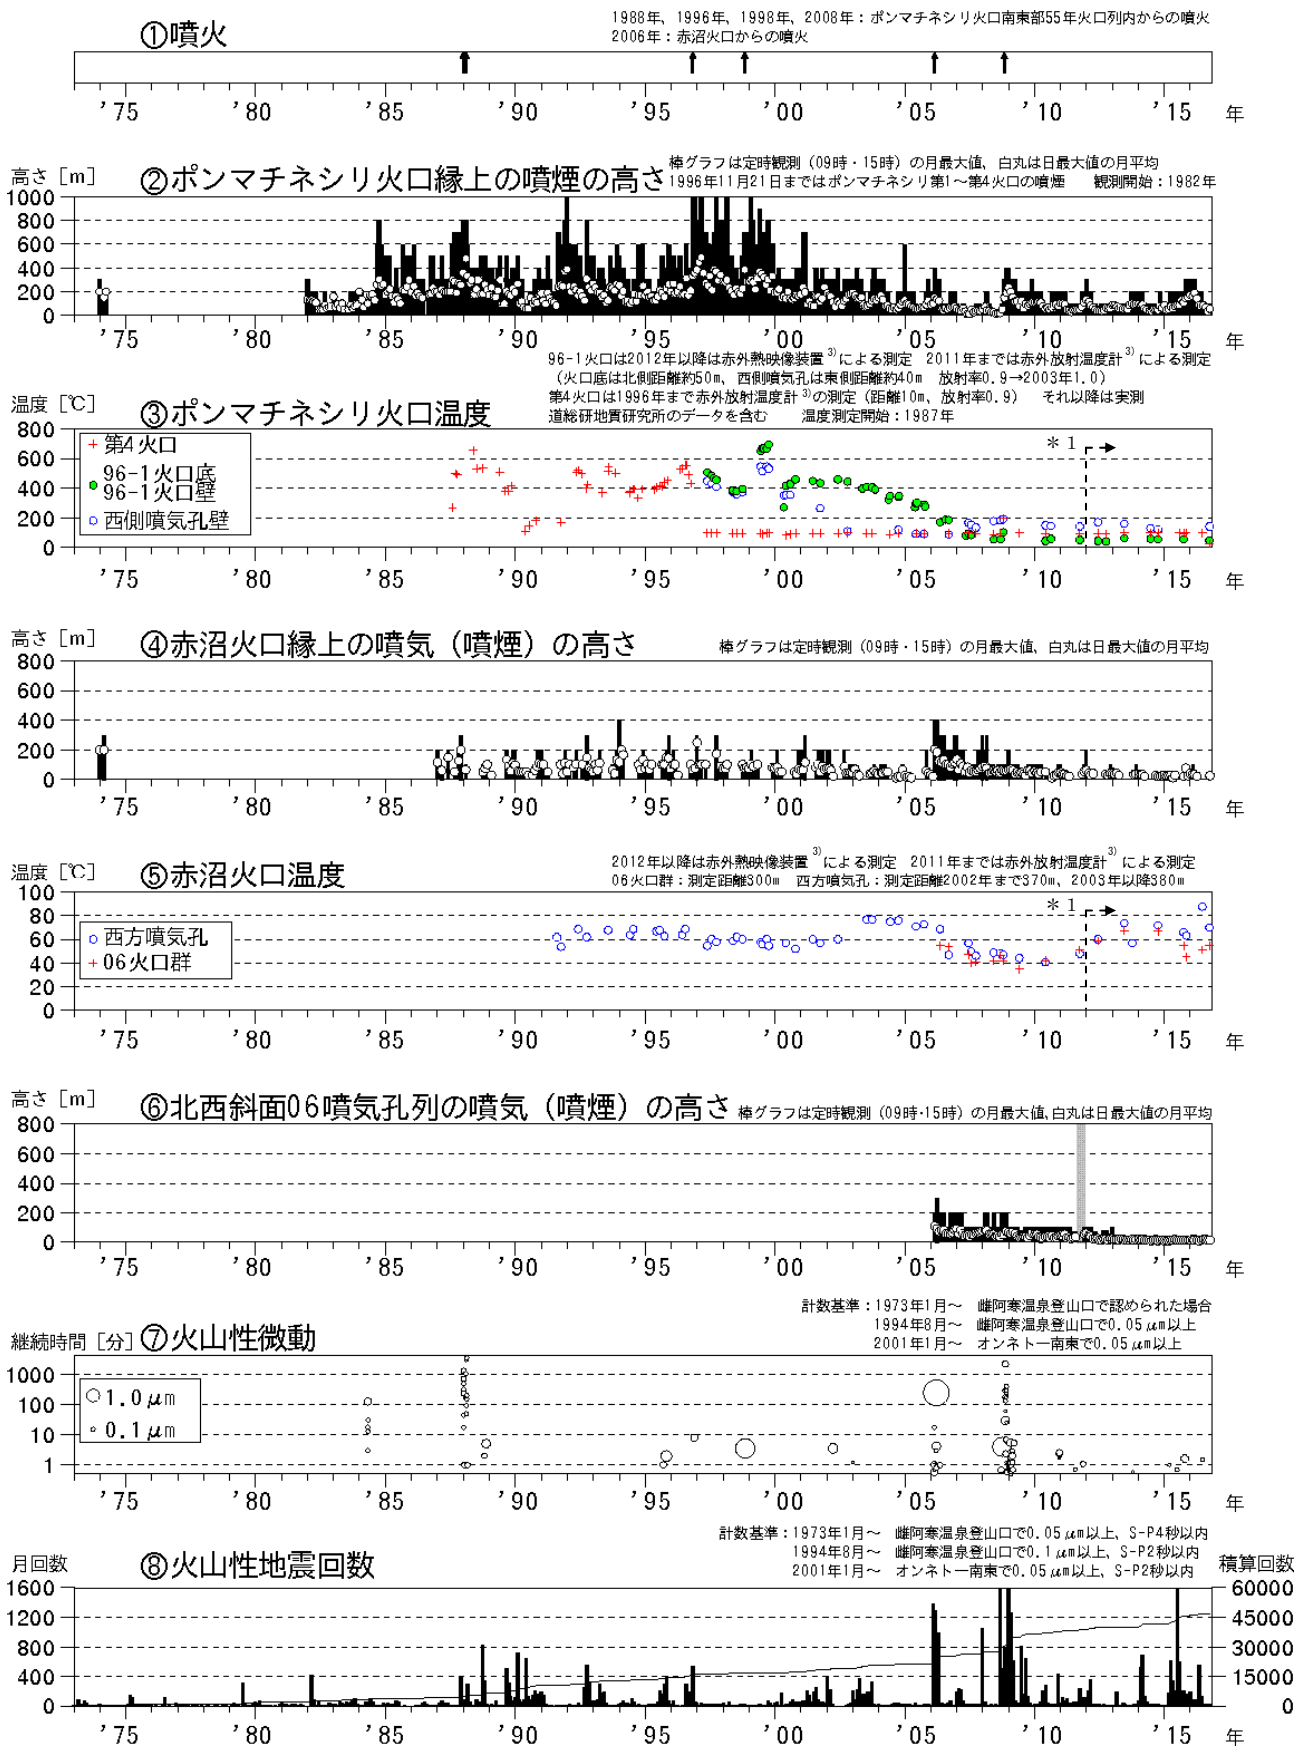 ①噴火
1988年、1996年、1998年、2008年：ポンマチネシリ火口南東部55年火口列内からの噴火
2006年：赤沼火口からの噴火
'75 '80 '85 '90 '95 '00 '05 '10 '15 年
高さ［m］
②ポンマチネシリ火口縁上の噴煙の高さ
棒グラフは定時観測（09時・15時）の月最大値、白丸は日最大値の月平均
1996年11月21日まではポンマチネシリ第1～第4火口の噴煙 観測開始：1982年
1000
800
600
400
200
0
'75 '80 '85 '90 '95 '00 '05 '10 '15 年
96-1火口は2012年以降は赤外熱映像装置3)による測定 2011年までは赤外放射温度計3)による測定
（火口底は北側距離約50m、西側噴気孔は東側距離約40m 放射率0.9→2003年1.0）
第4火口は1996年まで赤外放射温度計3)の測定（距離10m、放射率0.9） それ以降は実測
道総研地質研究所のデータを含む 温度測定開始：1987年
温度［℃］
③ポンマチネシリ火口温度
800
600
400
200
0
第4火口
96-1火口底
96-1火口壁
西側噴気孔壁
＊1
'75 '80 '85 '90 '95 '00 '05 '10 '15 年
高さ［m］
④赤沼火口縁上の噴気（噴煙）の高さ
棒グラフは定時観測（09時・15時）の月最大値、白丸は日最大値の月平均
800
600
400
200
0
'75 '80 '85 '90 '95 '00 '05 '10 '15 年
温度［℃］
⑤赤沼火口温度
2012年以降は赤外熱映像装置3)による測定 2011年までは赤外放射温度計3)による測定
06火口群：測定距離300m 西方噴気孔：測定距離2002年まで370m、2003年以降380m
100
80
60
40
20
0
西方噴気孔
06火口群
＊1
'75 '80 '85 '90 '95 '00 '05 '10 '15 年
高さ［m］
⑥北西斜面06噴気孔列の噴気（噴煙）の高さ
棒グラフは定時観測（09時・15時）の月最大値、白丸は日最大値の月平均
800
600
400
200
0
'75 '80 '85 '90 '95 '00 '05 '10 '15 年
計数基準：1973年1月～ 雌阿寒温泉登山口で認められた場合
1994年8月～ 雌阿寒温泉登山口で0.05μm以上
2001年1月～ オンネトー南東で0.05μm以上
継続時間［分］
⑦火山性微動
1000
100
10
1
1.0μm
0.1μm
'75 '80 '85 '90 '95 '00 '05 '10 '15 年
計数基準：1973年1月～ 雌阿寒温泉登山口で0.05μm以上、S-P4秒以内
1994年8月～ 雌阿寒温泉登山口で0.1μm以上、S-P2秒以内
2001年1月～ オンネトー南東で0.05μm以上、S-P2秒以内
月回数
⑧火山性地震回数
積算回数
1600 60000
1200 45000
800 30000
400 15000
0 0
'75 '80 '85 '90 '95 '00 '05 '10 '15 年